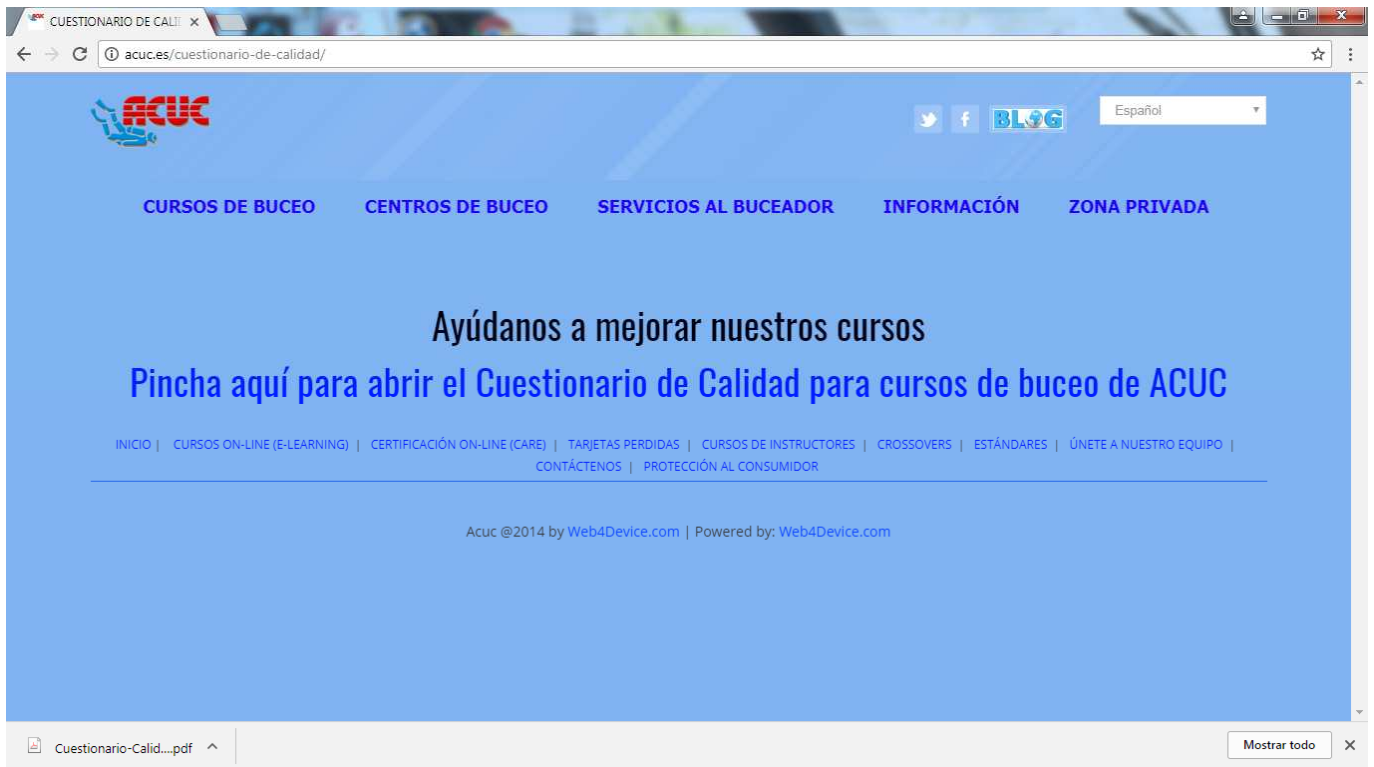 CUESTIONARIO DE CALI
acuc.es/cuestionario-de-calidad/
ACUC
BLOG
Español
CURSOS DE BUCEO CENTROS DE BUCEO SERVICIOS AL BUCEADOR INFORMACIÓN ZONA PRIVADA
Ayúdanos a mejorar nuestros cursos
Pincha aquí para abrir el Cuestionario de Calidad para cursos de buceo de ACUC
INICIO | CURSOS ON-LINE (E-LEARNING) | CERTIFICACIÓN ON-LINE (CARE) | TARJETAS PERDIDAS | CURSOS DE INSTRUCTORES | CROSSOVERS | ESTÁNDARES | ÚNETE A NUESTRO EQUIPO |
CONTÁCTENOS | PROTECCIÓN AL CONSUMIDOR
Acuc @2014 by Web4Device.com | Powered by: Web4Device.com
Cuestionario-Calid....pdf
Mostrar todo